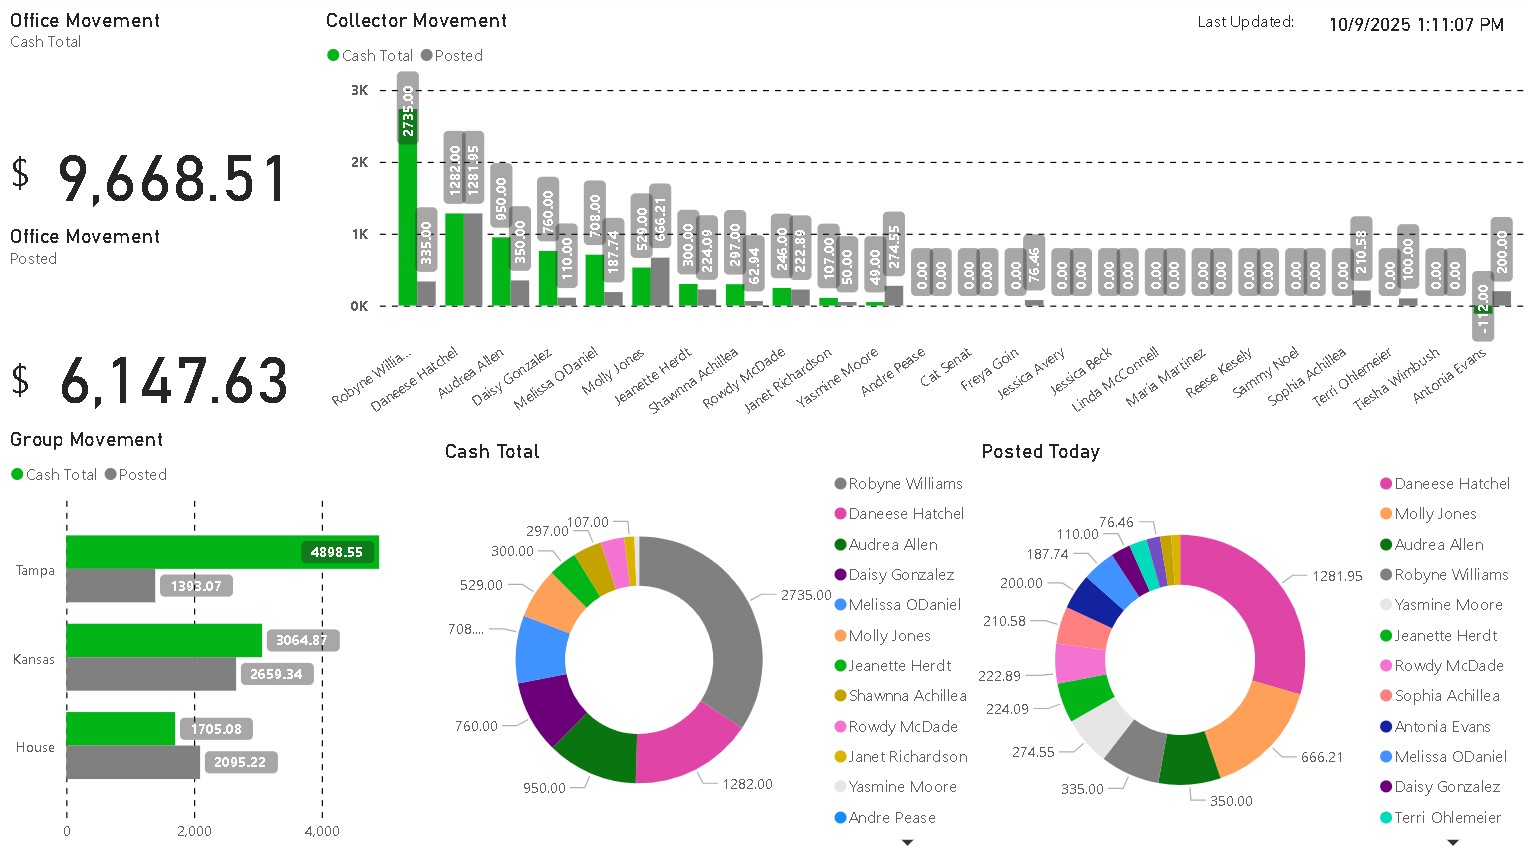 Office Movement
Cash Total
$ 9,668.51
Office Movement
Posted
$ 6,147.63
Collector Movement
Last Updated: 10/9/2025 1:11:07 PM
Cash Total Posted
3K
2K
1K
0K
2735.00 335.00 1282.00 1281.95 950.00 350.00 760.00 110.00 708.00 187.74 529.00 666.21 300.00 224.09 297.00 62.94 246.00 222.89 107.00 50.00 49.00 274.55 0.00 0.00 0.00 0.00 0.00 76.46 0.00 0.00 0.00 0.00 0.00 0.00 0.00 0.00 0.00 0.00 0.00 0.00 0.00 210.58 0.00 100.00 0.00 0.00 -112.00 200.00
Robyne Willia...
Daneese Hatchel
Audrea Allen
Daisy Gonzalez
Melissa ODaniel
Molly Jones
Jeanette Herdt
Shawnna Achillea
Rowdy McDade
Janet Richardson
Yasmine Moore
Andre Pease
Cat Senat
Freya Goin
Jessica Avery
Jessica Beck
Linda McConnell
Maria Martinez
Reese Kesely
Sammy Noel
Sophia Achillea
Terri Ohlemeier
Tiesha Wimbush
Antonia Evans
Group Movement
Cash Total Posted
Tampa
4898.55
1393.07
Kansas
3064.87
2659.34
House
1705.08
2095.22
0 2,000 4,000
Cash Total
107.00
297.00
300.00
529.00
708....
760.00
950.00
1282.00
2735.00
Robyne Williams
Daneese Hatchel
Audrea Allen
Daisy Gonzalez
Melissa ODaniel
Molly Jones
Jeanette Herdt
Shawnna Achillea
Rowdy McDade
Janet Richardson
Yasmine Moore
Andre Pease
Posted Today
76.46
110.00
187.74
200.00
210.58
222.89
224.09
274.55
335.00
350.00
666.21
1281.95
Daneese Hatchel
Molly Jones
Audrea Allen
Robyne Williams
Yasmine Moore
Jeanette Herdt
Rowdy McDade
Sophia Achillea
Antonia Evans
Melissa ODaniel
Daisy Gonzalez
Terri Ohlemeier